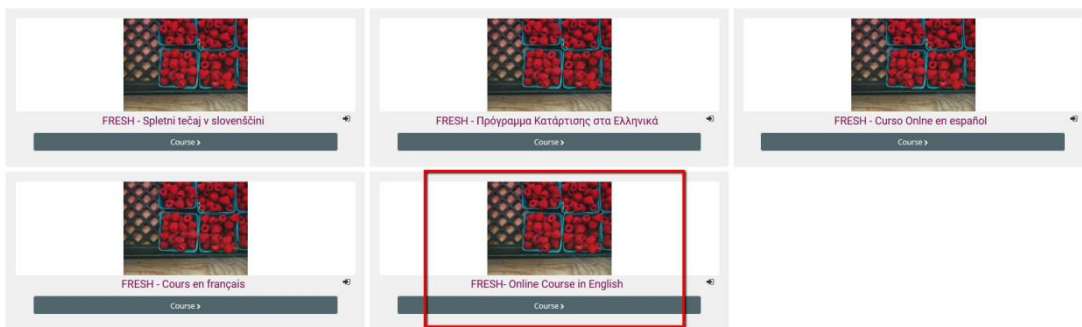 FRESH - Spletni tečaj v slovenščini
Course >
FRESH - Πρόγραμμα Κατάρτισης στα Ελληνικά
Course >
FRESH - Curso Onlne en español
Course >
FRESH - Cours en français
Course >
FRESH- Online Course in English
Course >